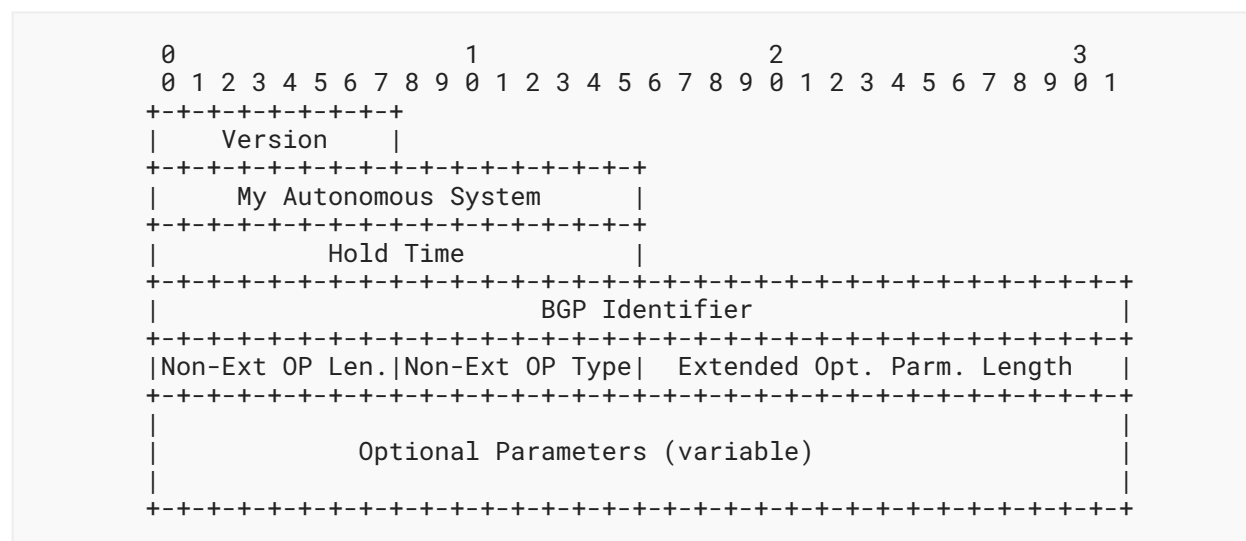 0                   1                   2                   3
 0 1 2 3 4 5 6 7 8 9 0 1 2 3 4 5 6 7 8 9 0 1 2 3 4 5 6 7 8 9 0 1
+-+-+-+-+-+-+-+-+
|    Version    |
+-+-+-+-+-+-+-+-+-+-+-+-+-+-+-+-+
|     My Autonomous System      |
+-+-+-+-+-+-+-+-+-+-+-+-+-+-+-+-+
|           Hold Time           |
+-+-+-+-+-+-+-+-+-+-+-+-+-+-+-+-+-+-+-+-+-+-+-+-+-+-+-+-+-+-+-+-+
|                         BGP Identifier                        |
+-+-+-+-+-+-+-+-+-+-+-+-+-+-+-+-+-+-+-+-+-+-+-+-+-+-+-+-+-+-+-+-+
|Non-Ext OP Len.|Non-Ext OP Type|  Extended Opt. Parm. Length   |
+-+-+-+-+-+-+-+-+-+-+-+-+-+-+-+-+-+-+-+-+-+-+-+-+-+-+-+-+-+-+-+-+
|                                                               |
|             Optional Parameters (variable)                    |
|                                                               |
+-+-+-+-+-+-+-+-+-+-+-+-+-+-+-+-+-+-+-+-+-+-+-+-+-+-+-+-+-+-+-+-+